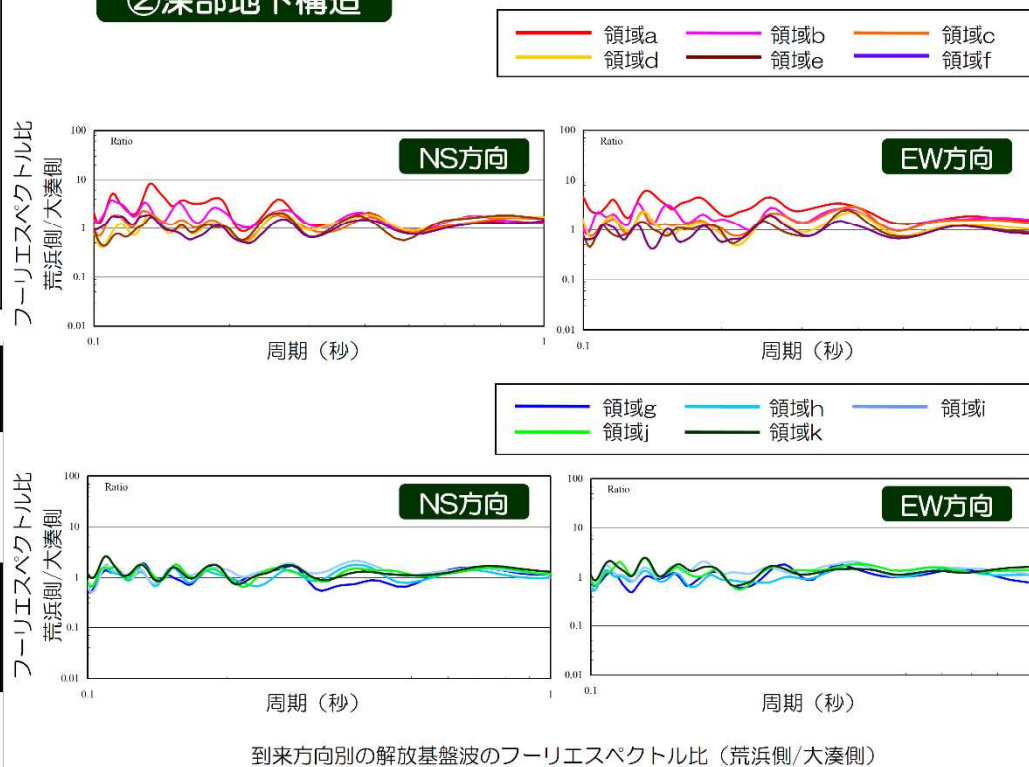 ②深部地下構造
領域a 領域b 領域c
領域d 領域e 領域f
フーリエスペクトル比
荒浜側/大湊側
100
10
1
0.1
0.01
Ratio
NS方向
0.1
1
周期（秒）
100
10
1
0.1
0.01
Ratio
EW方向
0.1
周期（秒）
領域g 領域h 領域i
領域j 領域k
フーリエスペクトル比
荒浜側/大湊側
100
10
1
0.1
0.01
Ratio
NS方向
0.1
1
周期（秒）
100
10
1
0.1
0.01
Ratio
EW方向
0.1
周期（秒）
到来方向別の解放基盤波のフーリエスペクトル比（荒浜側/大湊側）